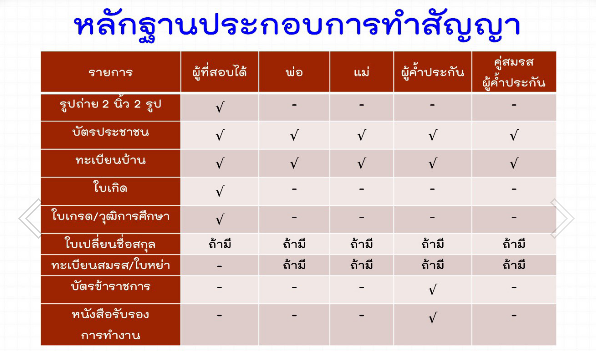 หลักฐานประกอบการทำสัญญา
รายการ ผู้ที่สอบได้ พ่อ แม่ ผู้ค้ำประกัน คู่สมรส
ผู้ค้ำประกัน
รูปถ่าย 2 นิ้ว 2 รูป √ - - - -
บัตรประชาชน √ √ √ √ √
ทะเบียนบ้าน √ √ √ √ √
ใบเกิด √ - - - -
ใบเกรด/วุฒิการศึกษา √ - - - -
ใบเปลี่ยนชื่อสกุล ถ้ามี ถ้ามี ถ้ามี ถ้ามี ถ้ามี
ทะเบียนสมรส/ใบหย่า - ถ้ามี ถ้ามี ถ้ามี ถ้ามี
บัตรข้าราชการ - - - √ -
หนังสือรับรอง - - - √ -
การทำงาน